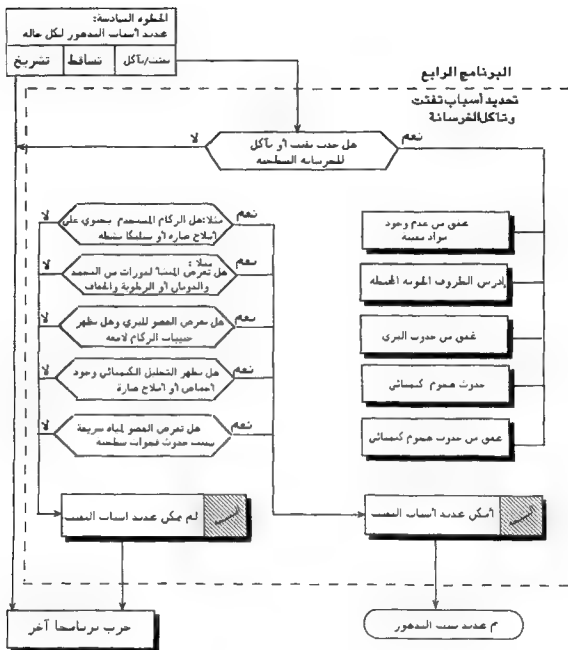 الخطوة السادسة:
تحديد أسباب التدهور لكل حالة
تفتت/تآكل
تساقط
تشريخ
البرنامج الرابع
تحديد أسباب تفتت
وتآكل الخرسانة
هل حدث تفتت أو تآكل
للخرسانة السطحية
نعم
لا
مثلا:هل الركام المستخدم يحتوي على
أملاح ضارة أو سليكا نشطة
نعم
لا
تحقق من عدم وجود
مواد معيبة
مثلا :
هل تعرض المنشأ لدورات من التجمد
والذوبان أو الرطوبة والجفاف
نعم
لا
إدرس الظروف الجوية المحيطة
هل تعرض العضو للبري وهل تظهر
حبيبات الركام لامعة
نعم
لا
تحقق من حدوث البري
هل يظهر التحليل الكيميائي وجود
أحماض أو أملاح ضارة
نعم
لا
حدوث هجوم كيميائي
هل تعرض العضو لمياه سريعة
بسبب حدوث فجوات سطحية
نعم
لا
تحقق من حدوث هجوم كيميائي
لم يمكن تحديد أسباب التفتت
أمكن تحديد أسباب التفتت
جرب برنامجا آخر
تم تحديد سبب التدهور